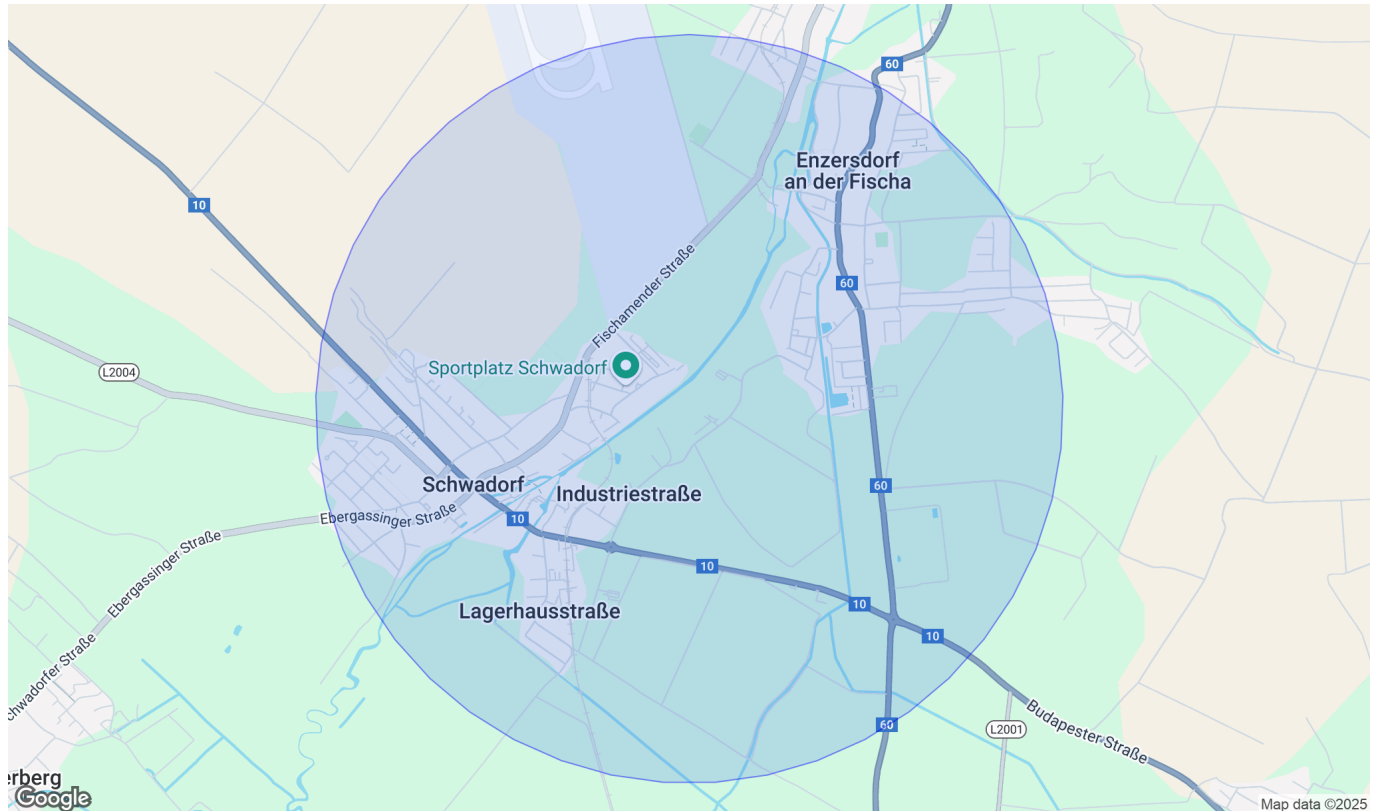 60
Enzersdorf
an der Fischa
10
Fischamender Straße
60
Sportplatz Schwadorf
L2004
Schwadorf
60
Industriestraße
Ebergassinger Straße
10
Ebergassinger Straße
10
10
Lagerhausstraße
10
chwadorfer Straße
60
L2001
Budapester Straße
erberg
Google
Map data ©2025